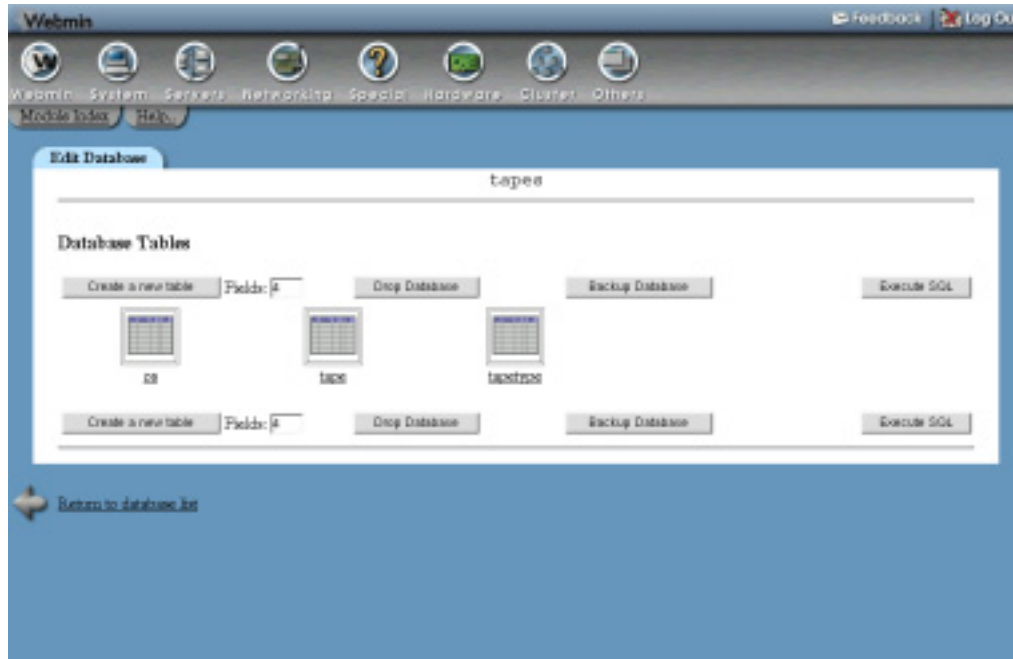 Webmin
Feedback Log Ou
Webmin System Servers Networking Special Hardware Cluster Others
Module Index Help..
Edit Database
tapes
Database Tables
Create a new table Fields: 4 Drop Database Backup Database Execute SQL
tape tapetype
Create a new table Fields: 4 Drop Database Backup Database Execute SQL
Return to database list